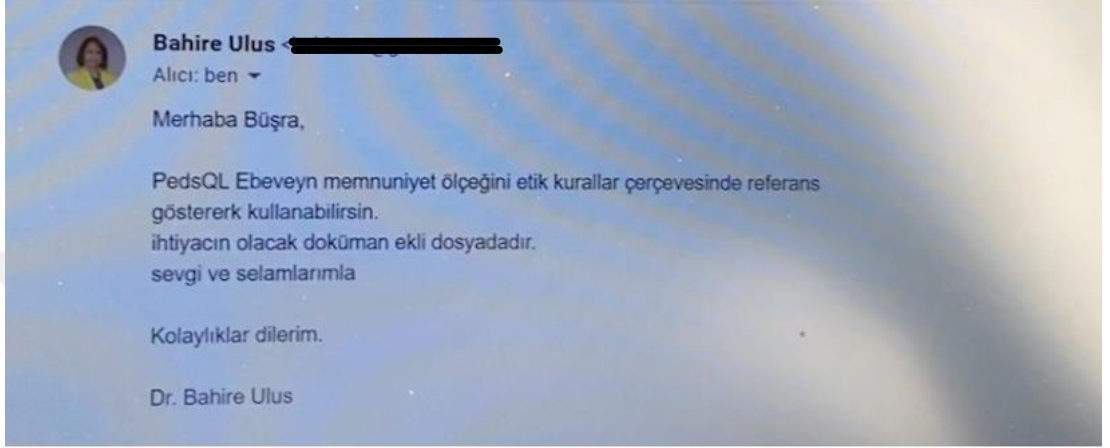 Bahire Ulus
Alıcı: ben
Merhaba Büşra,
PedsQL Ebeveyn memnuniyet ölçeğini etik kurallar çerçevesinde referans
göstererk kullanabilirsin.
ihtiyacın olacak doküman ekli dosyadadır.
sevgi ve selamlarımla
Kolaylıklar dilerim.
Dr. Bahire Ulus